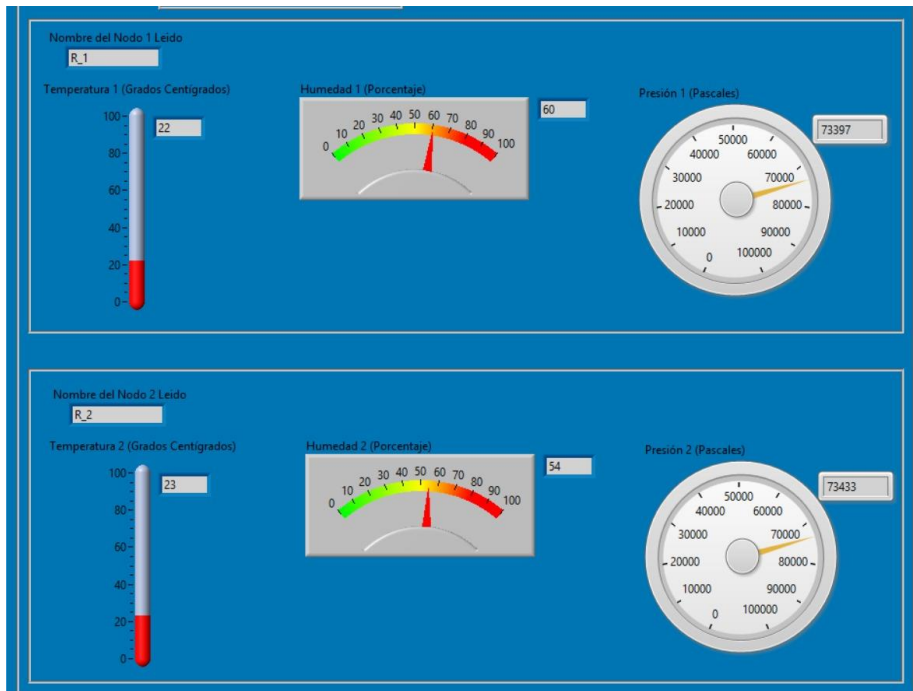 Nombre del Nodo 1 Leido
R_1
Temperatura 1 (Grados Centígrados)
100
80
60
40
20
0
22
Humedad 1 (Porcentaje)
0 10 20 30 40 50 60 70 80 90 100
60
Presión 1 (Pascales)
0 10000 20000 30000 40000 50000 60000 70000 80000 90000 100000
73397
Nombre del Nodo 2 Leido
R_2
Temperatura 2 (Grados Centígrados)
100
80
60
40
20
0
23
Humedad 2 (Porcentaje)
0 10 20 30 40 50 60 70 80 90 100
54
Presión 2 (Pascales)
0 10000 20000 30000 40000 50000 60000 70000 80000 90000 100000
73433